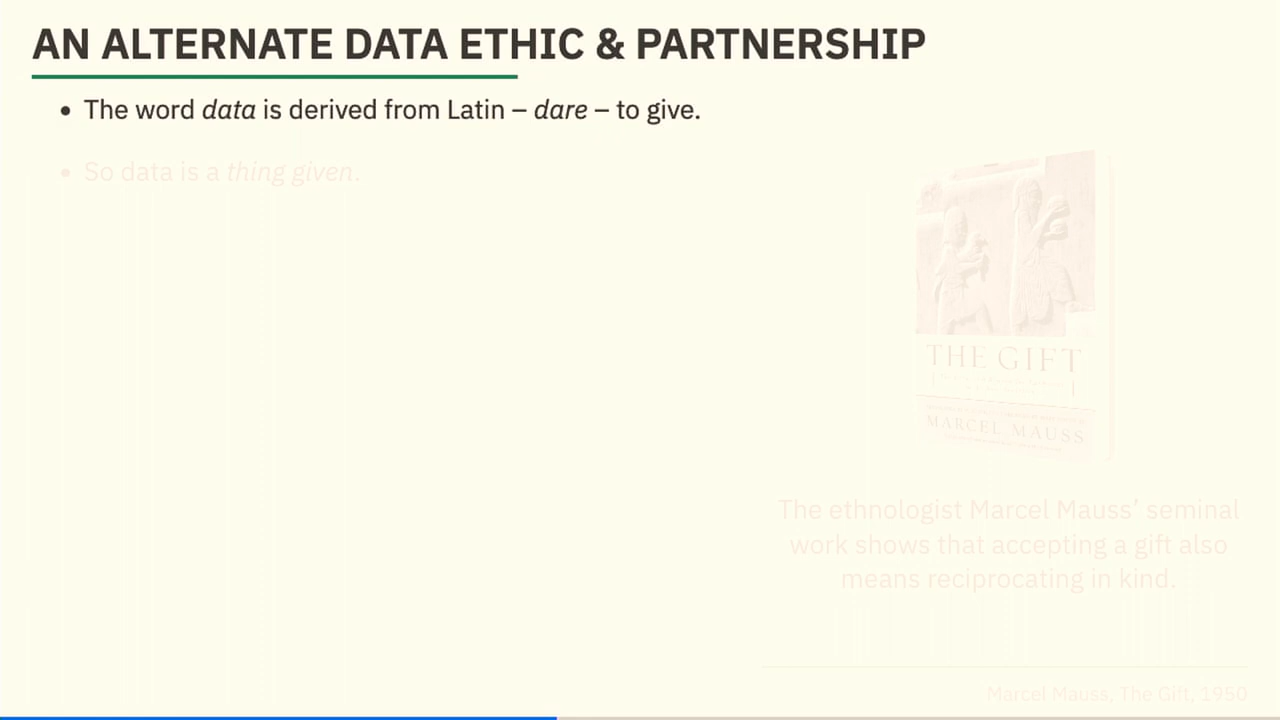 AN ALTERNATE DATA ETHIC & PARTNERSHIP
• The word data is derived from Latin – dare – to give.
• So data is a thing given.
THE GIFT
MARCEL MAUSS
The ethnologist Marcel Mauss’ seminal
work shows that accepting a gift also
means reciprocating in kind.
Marcel Mauss, The Gift, 1950